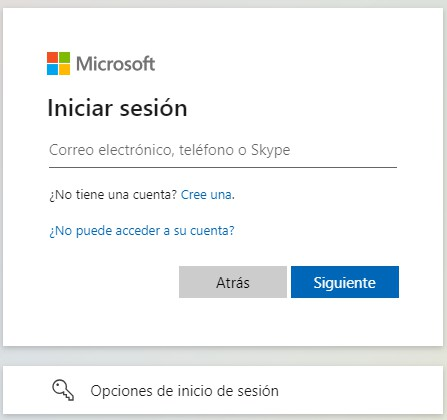 Microsoft
Iniciar sesión
Correo electrónico, teléfono o Skype
¿No tiene una cuenta? Cree una.
¿No puede acceder a su cuenta?
Atrás Siguiente
Opciones de inicio de sesión